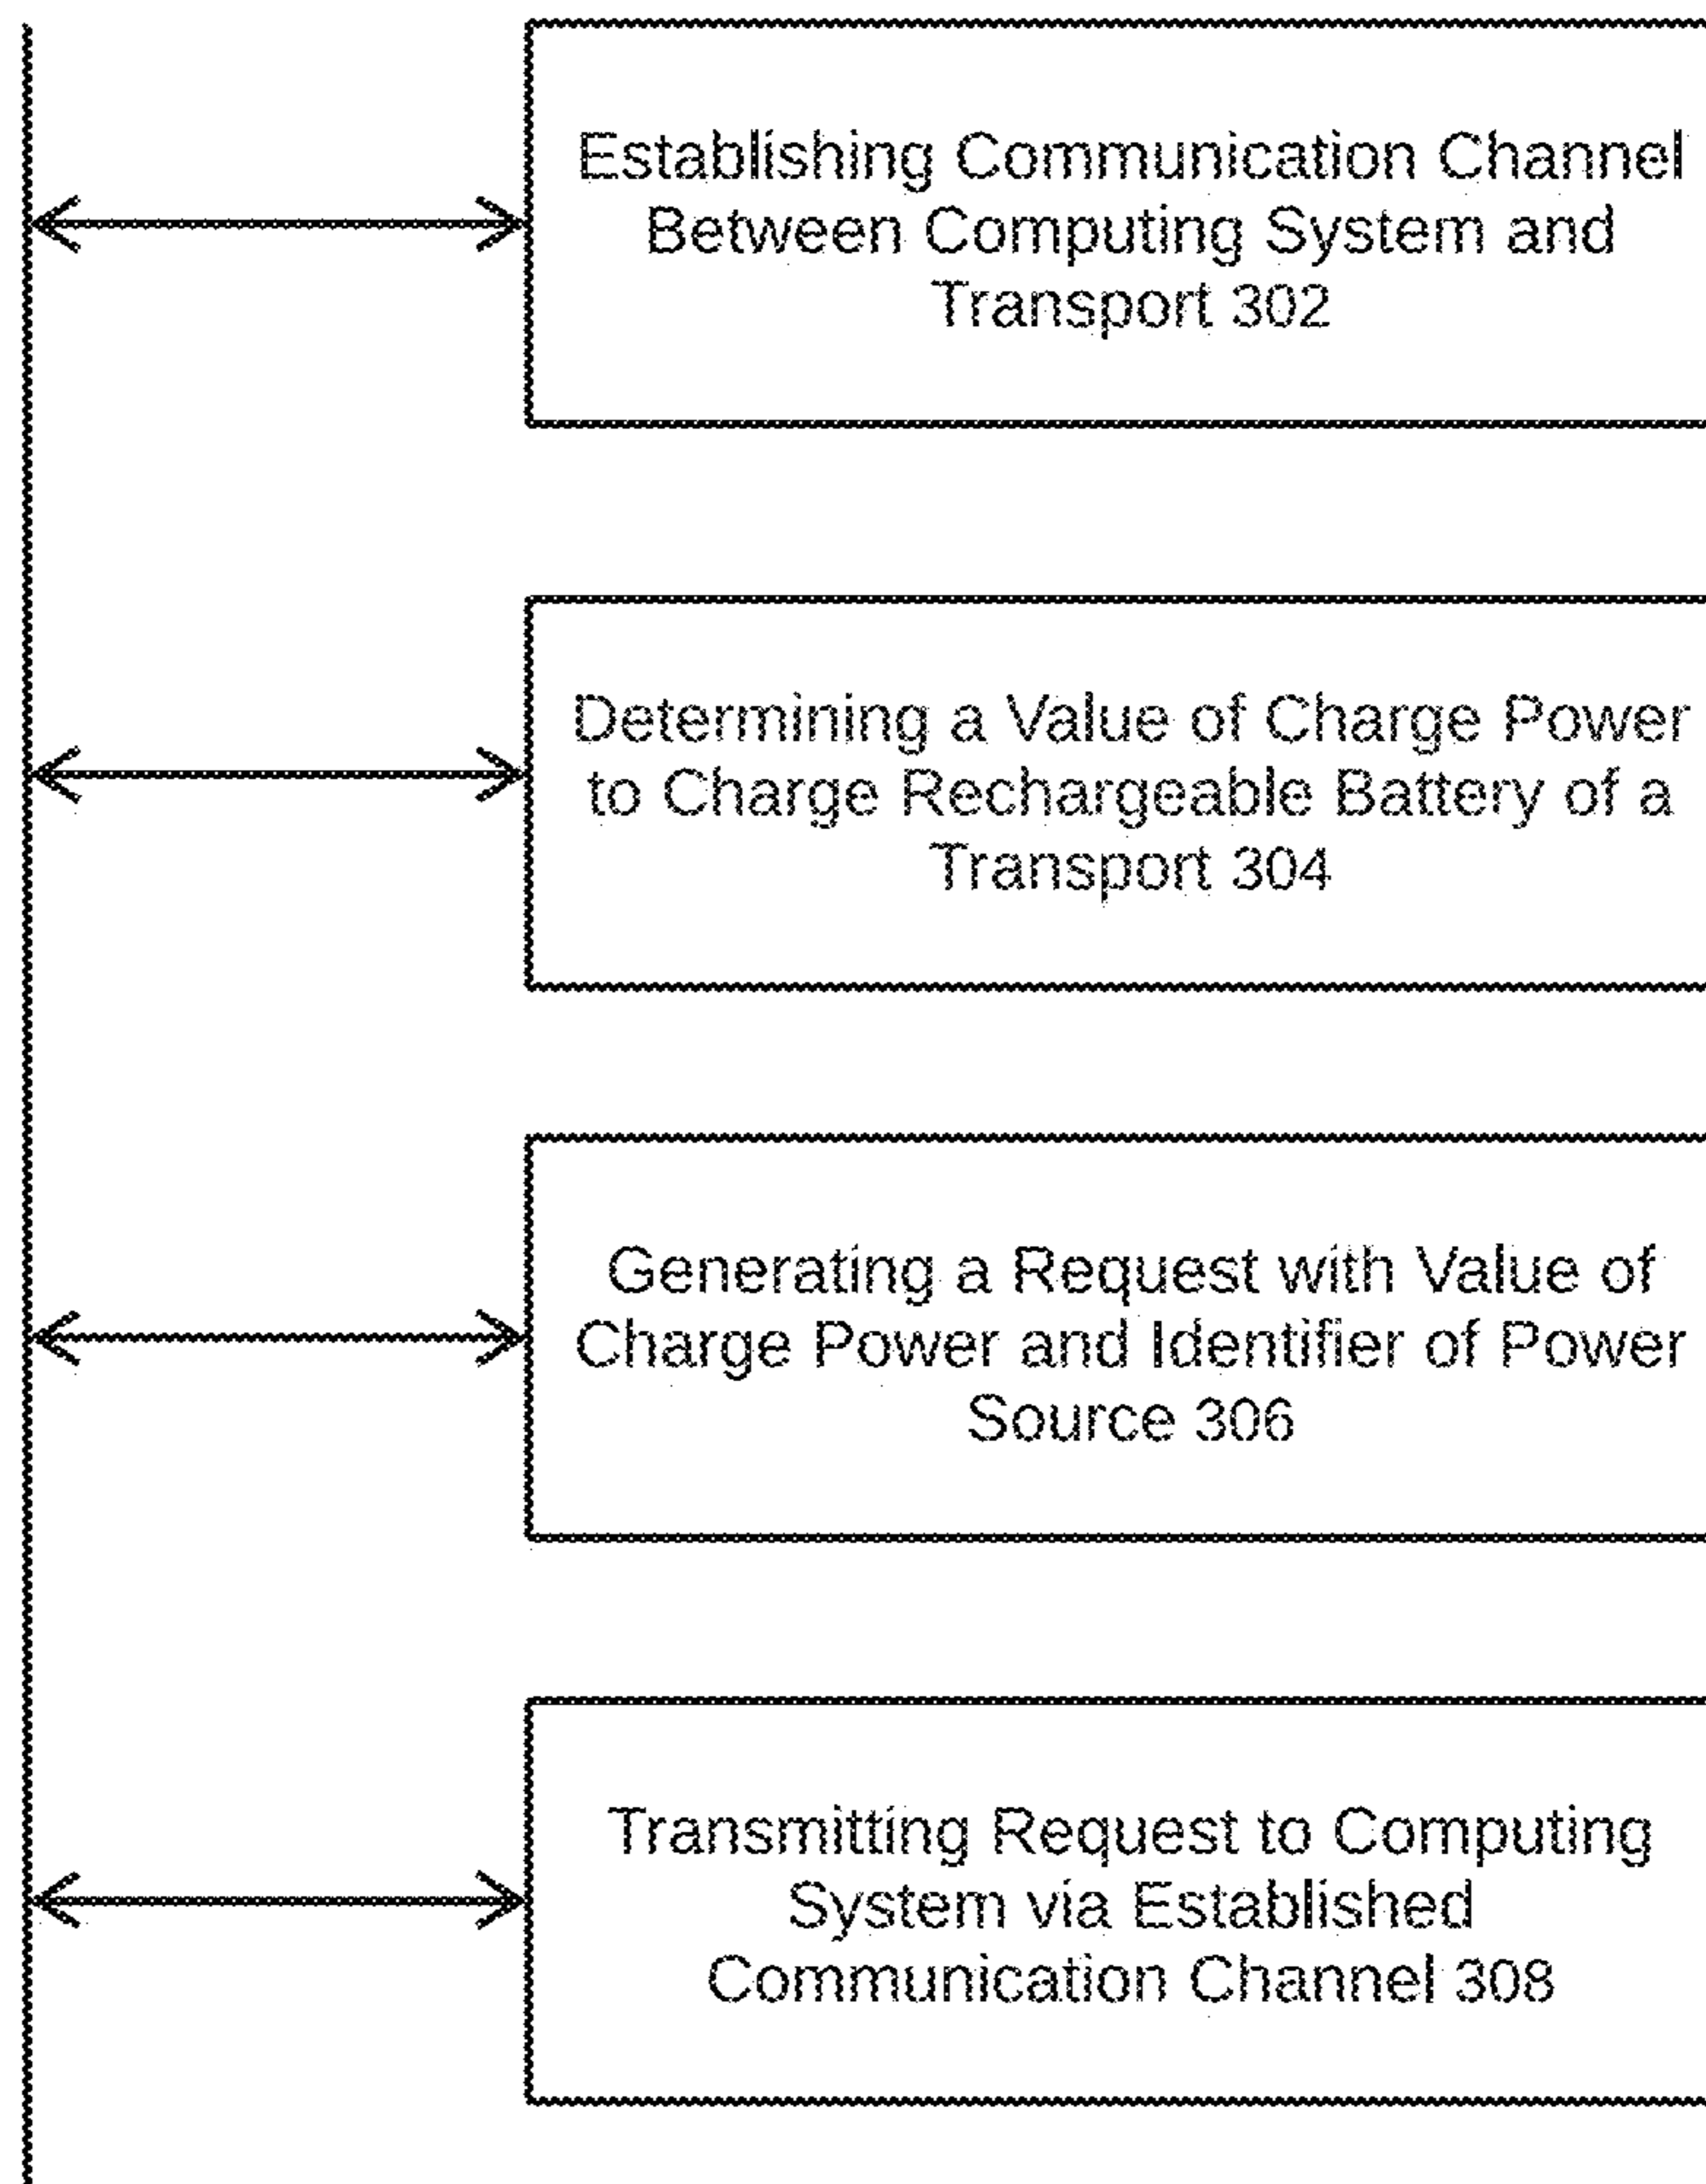 Establishing Communication Channel
Between Computing System and
Transport 302
Determining a Value of Charge Power
to Charge Rechargeable Battery of a
Transport 304
Generating a Request with Value of
Charge Power and Identifier of Power
Source 306
Transmitting Request to Computing
System via Established
Communication Channel 308